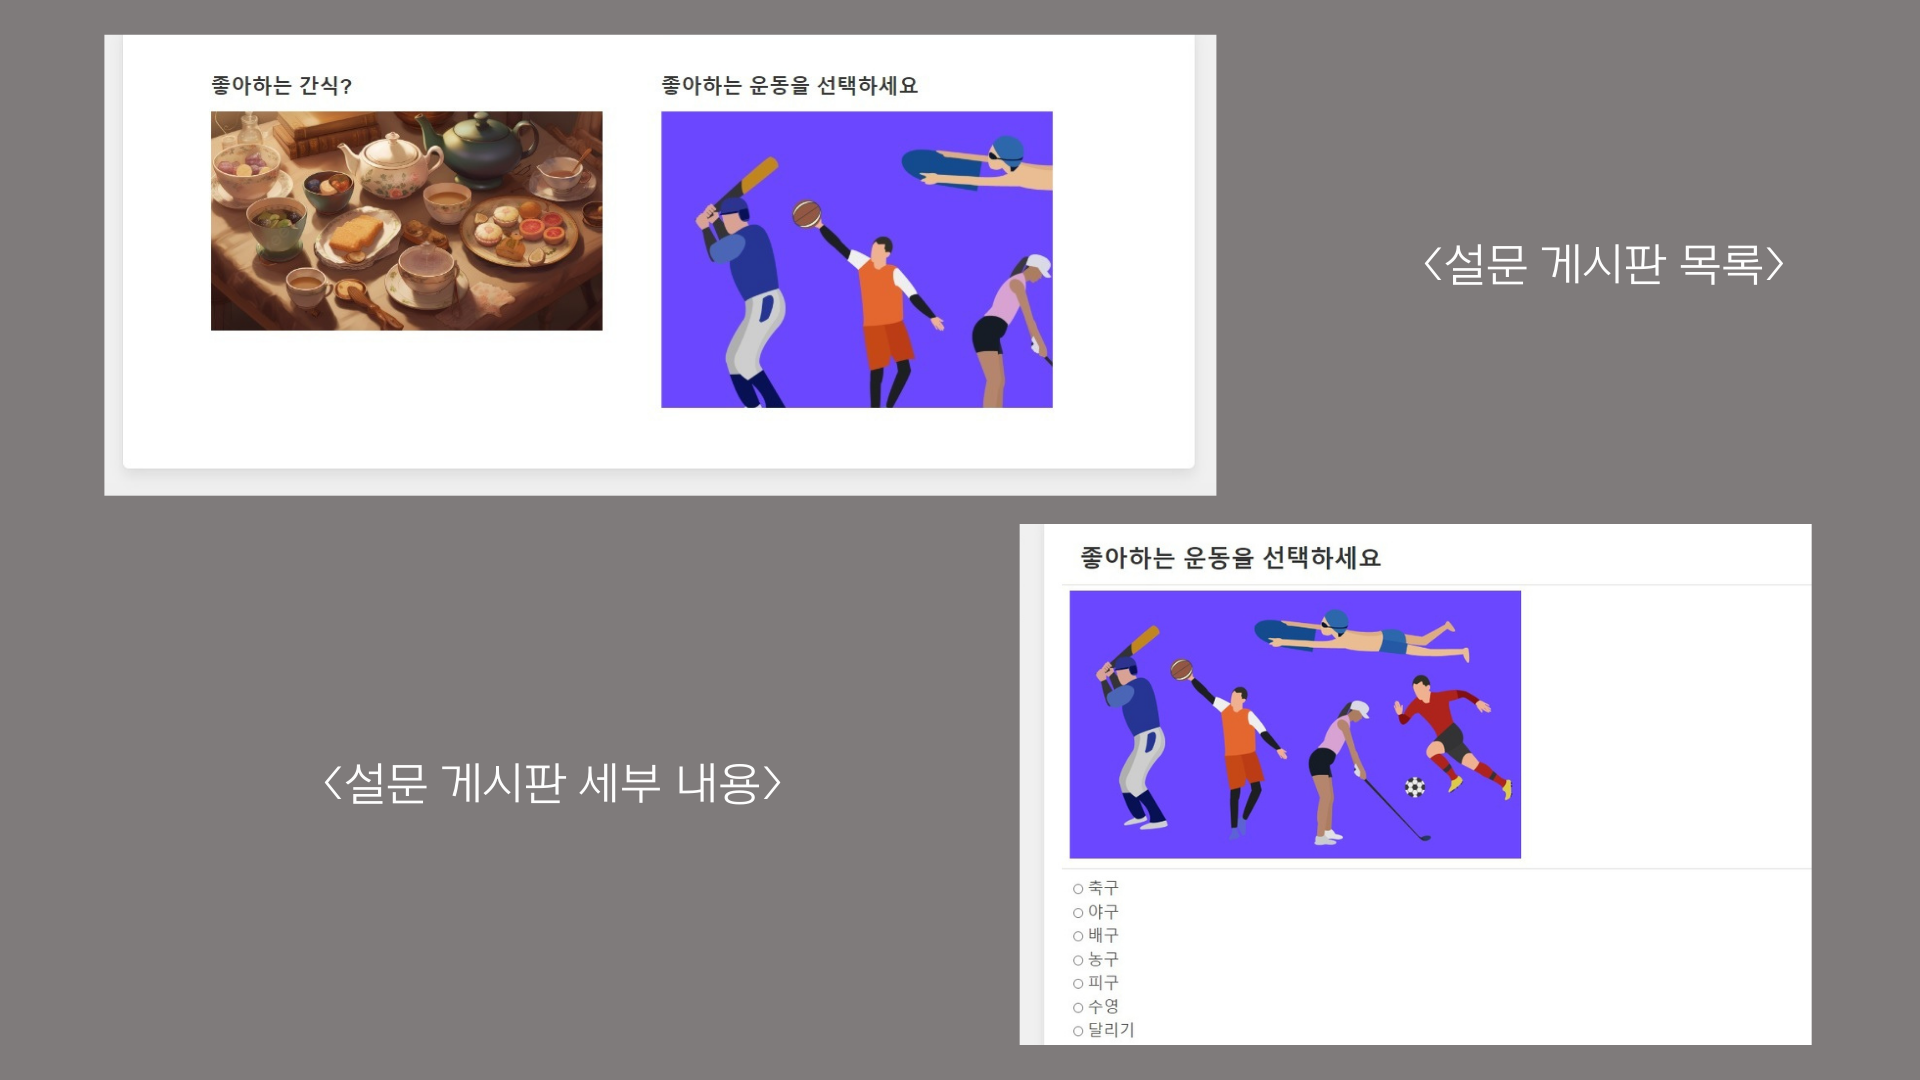 좋아하는 간식?
좋아하는 운동을 선택하세요
<설문 게시판 목록>
좋아하는 운동을 선택하세요
<설문 게시판 세부 내용>
축구
야구
배구
농구
피구
수영
달리기